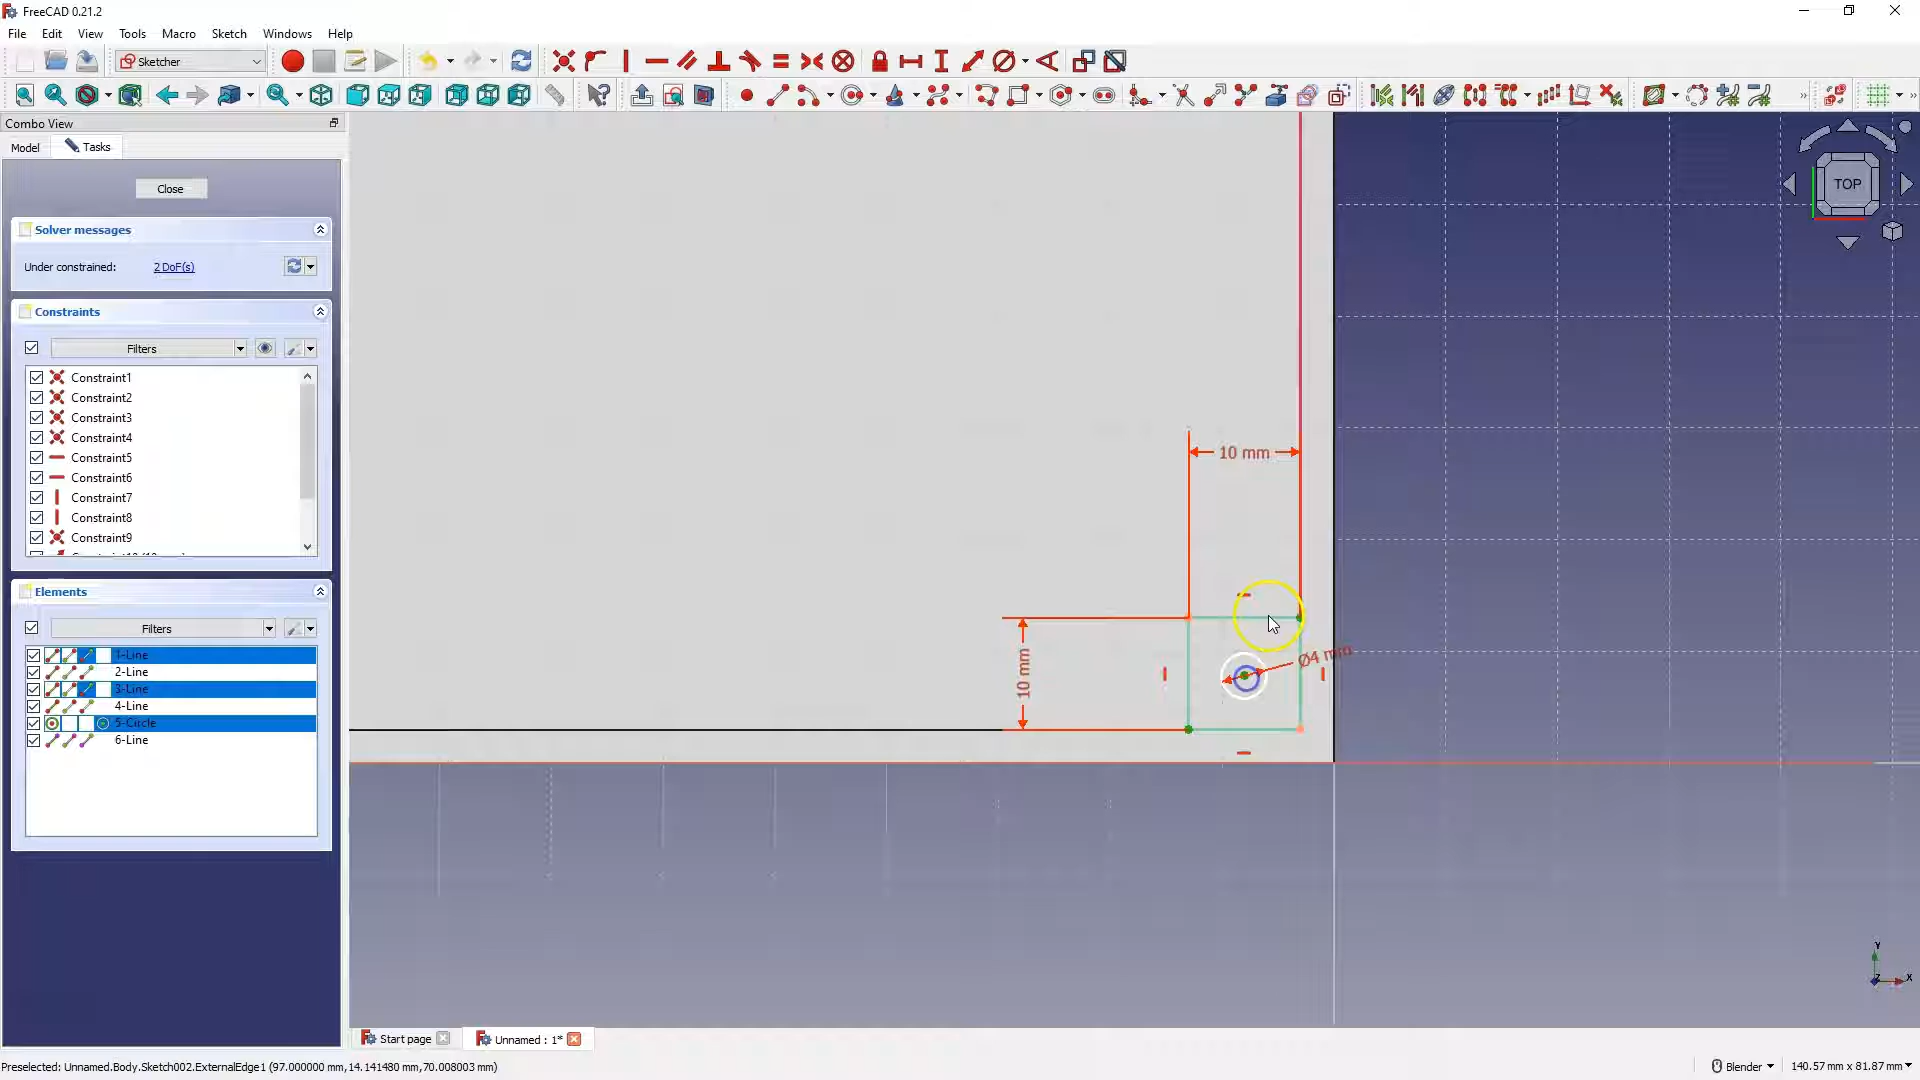 FreeCAD 0.21.2
File Edit View Tools Macro Sketch Windows Help
Sketcher
Combo View
Model Tasks
Close
Solver messages
Under constrained: 2 DoF(s)
Constraints
Filters
Constraint1
Constraint2
Constraint3
Constraint4
Constraint5
Constraint6
Constraint7
Constraint8
Constraint9
Elements
Filters
1-Line
2-Line
3-Line
4-Line
5-Circle
6-Line
TOP
10 mm
10 mm
Ø4 mm
Y
Z
X
Start page
Unnamed : 1*
Preselected: Unnamed.Body.Sketch002.ExternalEdge1 (97.000000 mm,14.141480 mm,70.008003 mm)
Blender
140.57 mm x 81.87 mm